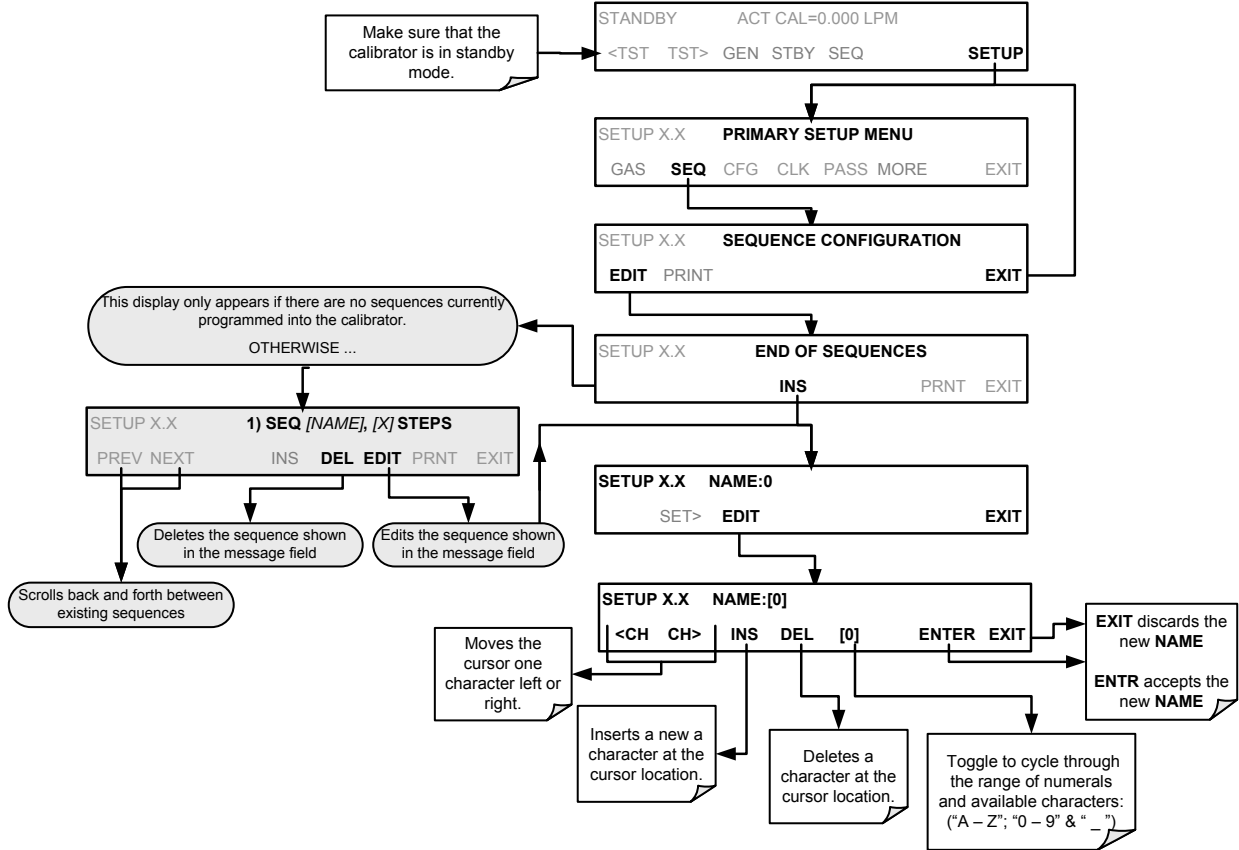 Make sure that the
calibrator is in standby
mode.
STANDBY ACT CAL=0.000 LPM
<TST TST> GEN STBY SEQ SETUP
SETUP X.X PRIMARY SETUP MENU
GAS SEQ CFG CLK PASS MORE EXIT
SETUP X.X SEQUENCE CONFIGURATION
EDIT PRINT EXIT
This display only appears if there are no sequences currently
programmed into the calibrator.
OTHERWISE ...
SETUP X.X END OF SEQUENCES
INS PRNT EXIT
SETUP X.X 1) SEQ [NAME], [X] STEPS
PREV NEXT INS DEL EDIT PRNT EXIT
Deletes the sequence shown
in the message field
Edits the sequence shown
in the message field
Scrolls back and forth between
existing sequences
SETUP X.X NAME:0
SET> EDIT EXIT
SETUP X.X NAME:[0]
<CH CH> INS DEL [0] ENTER EXIT
EXIT discards the
new NAME
ENTR accepts the
new NAME
Moves the
cursor one
character left or
right.
Inserts a new a
character at the
cursor location.
Deletes a
character at the
cursor location.
Toggle to cycle through
the range of numerals
and available characters:
(“A – Z”; “0 – 9” & “ _ ”)